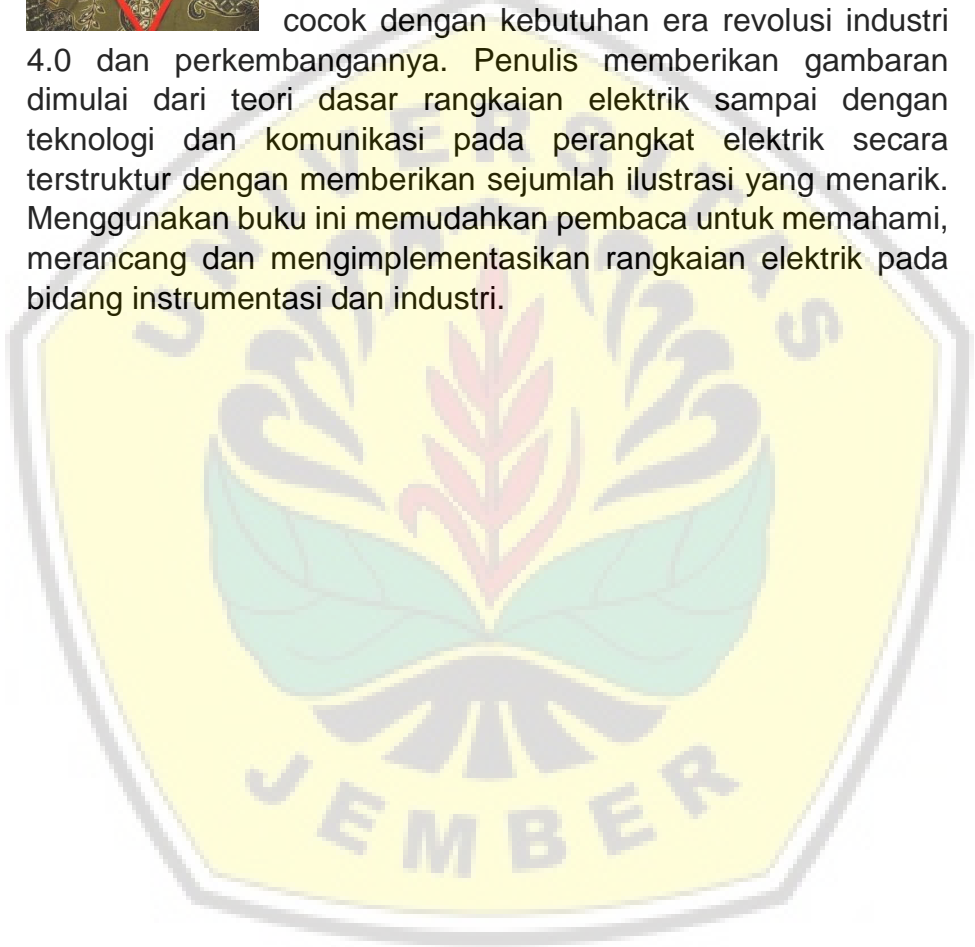 cocok dengan kebutuhan era revolusi industri
4.0 dan perkembangannya. Penulis memberikan gambaran
dimulai dari teori dasar rangkaian elektrik sampai dengan
teknologi dan komunikasi pada perangkat elektrik secara
terstruktur dengan memberikan sejumlah ilustrasi yang menarik.
Menggunakan buku ini memudahkan pembaca untuk memahami,
merancang dan mengimplementasikan rangkaian elektrik pada
bidang instrumentasi dan industri.
UNIVERSITAS
JEMBER